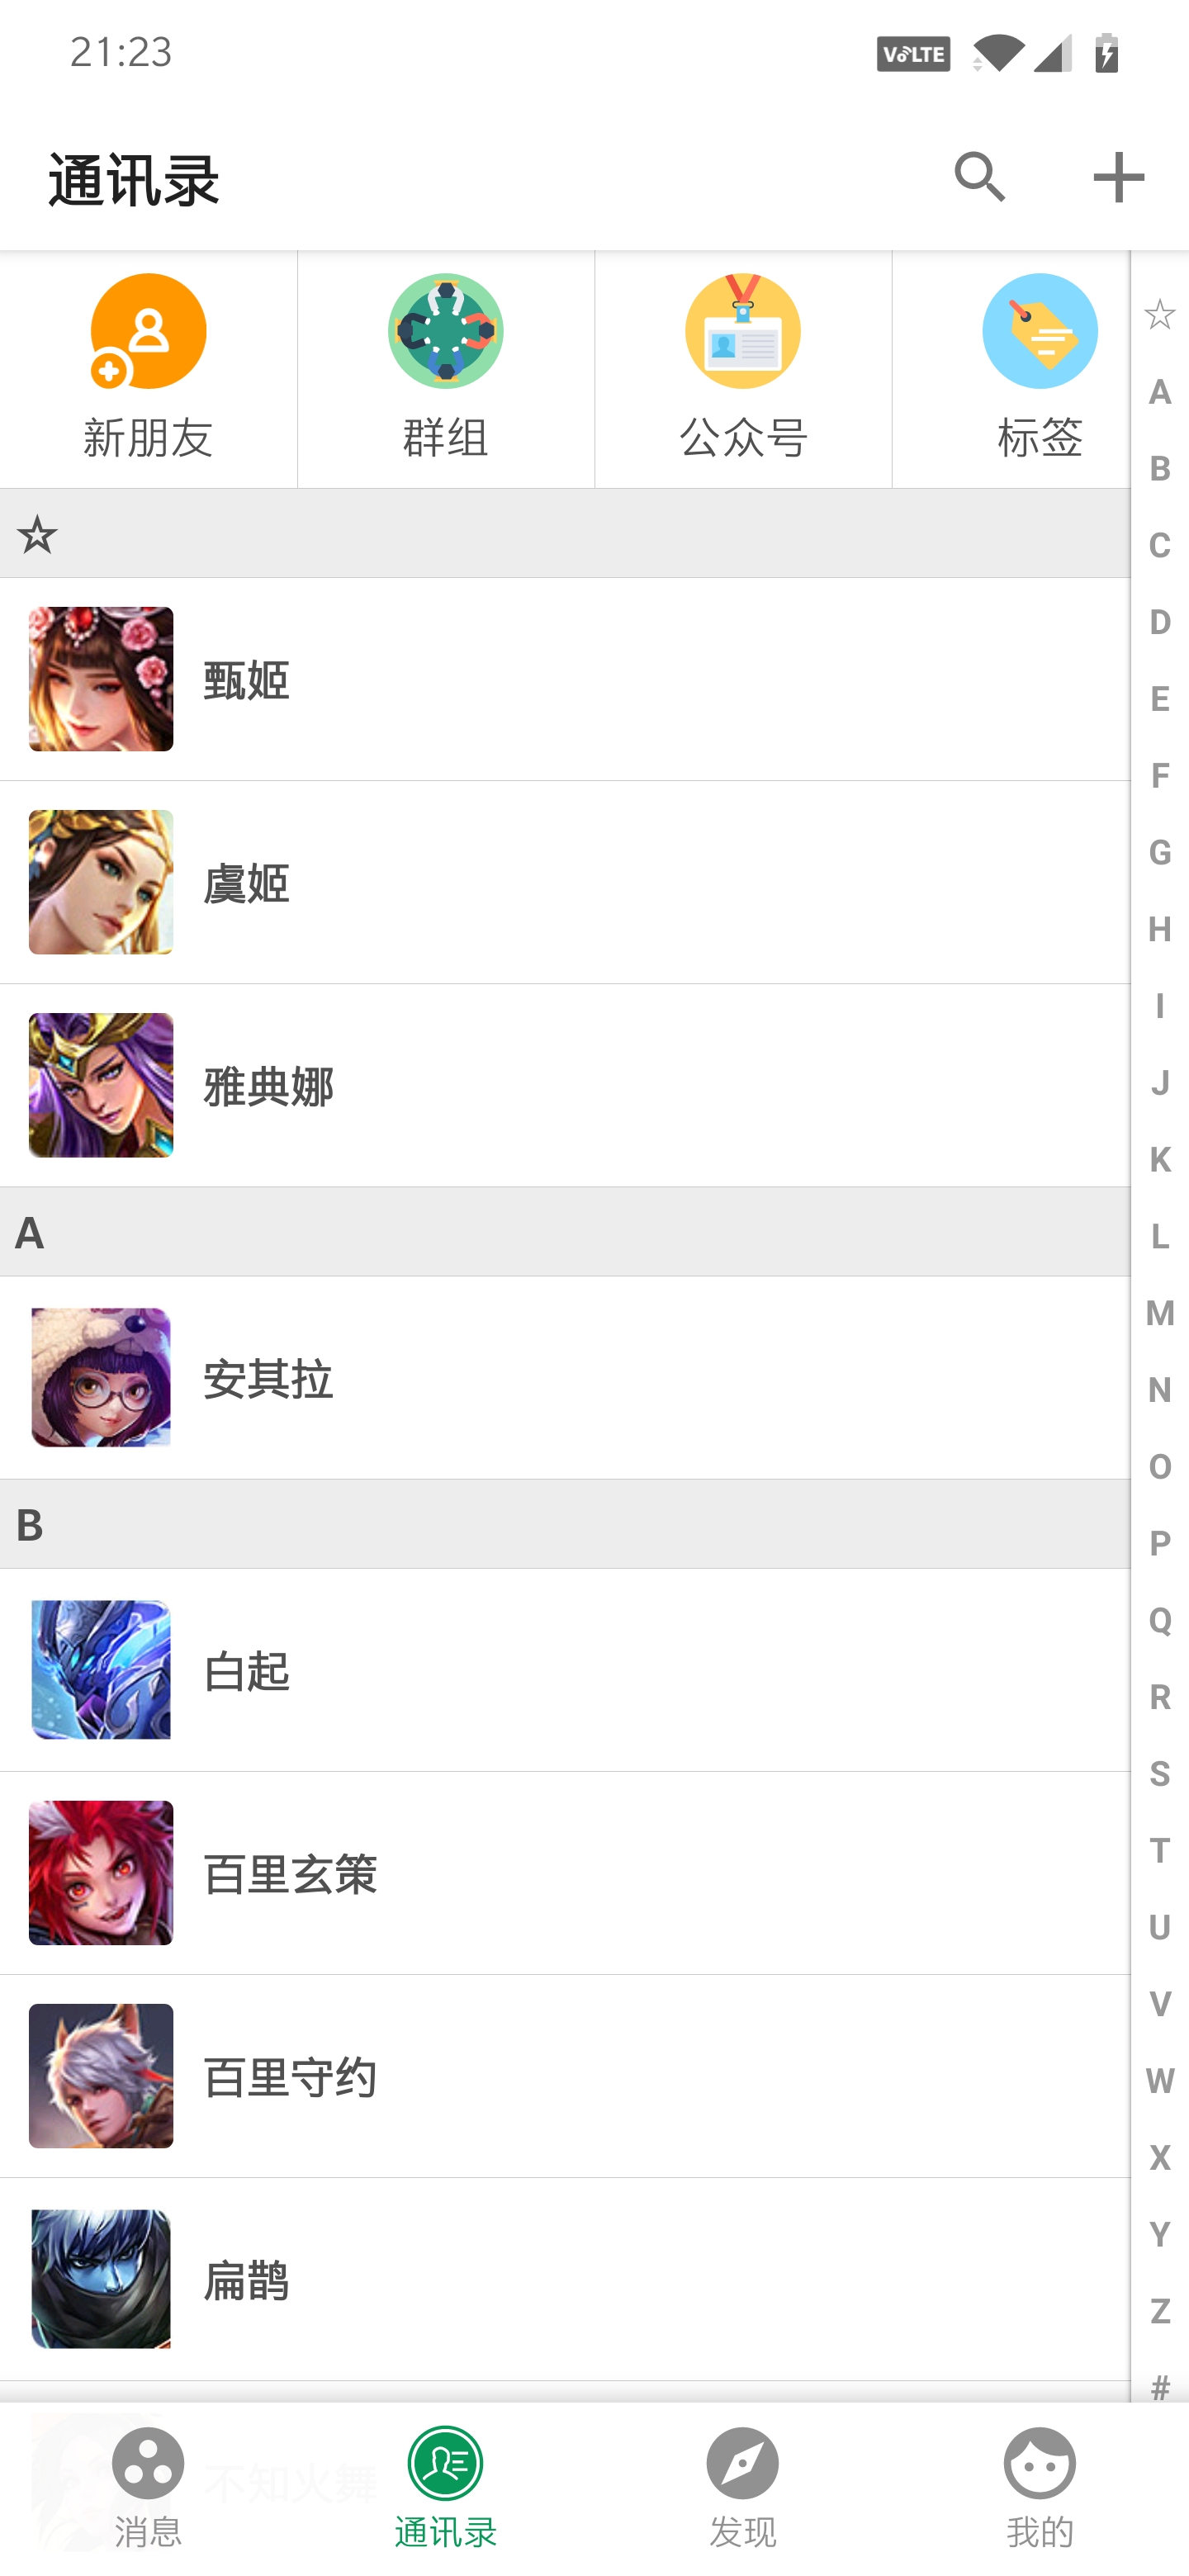 21:23
VoLTE
通讯录
新朋友
群组
公众号
标签
☆
甄姬
虞姬
雅典娜
A
安其拉
B
白起
百里玄策
百里守约
扁鹊
不知火舞
☆
A
B
C
D
E
F
G
H
I
J
K
L
M
N
O
P
Q
R
S
T
U
V
W
X
Y
Z
#
消息
通讯录
发现
我的